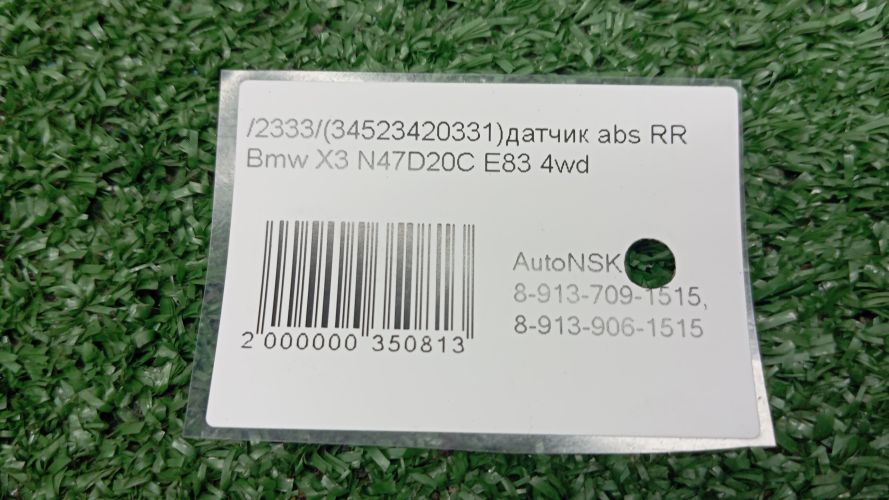 /2333/(34523420331)датчик abs RR
Bmw X3 N47D20C E83 4wd
AutoNSK
8-913-709-1515,
8-913-906-1515
2 000000 350813